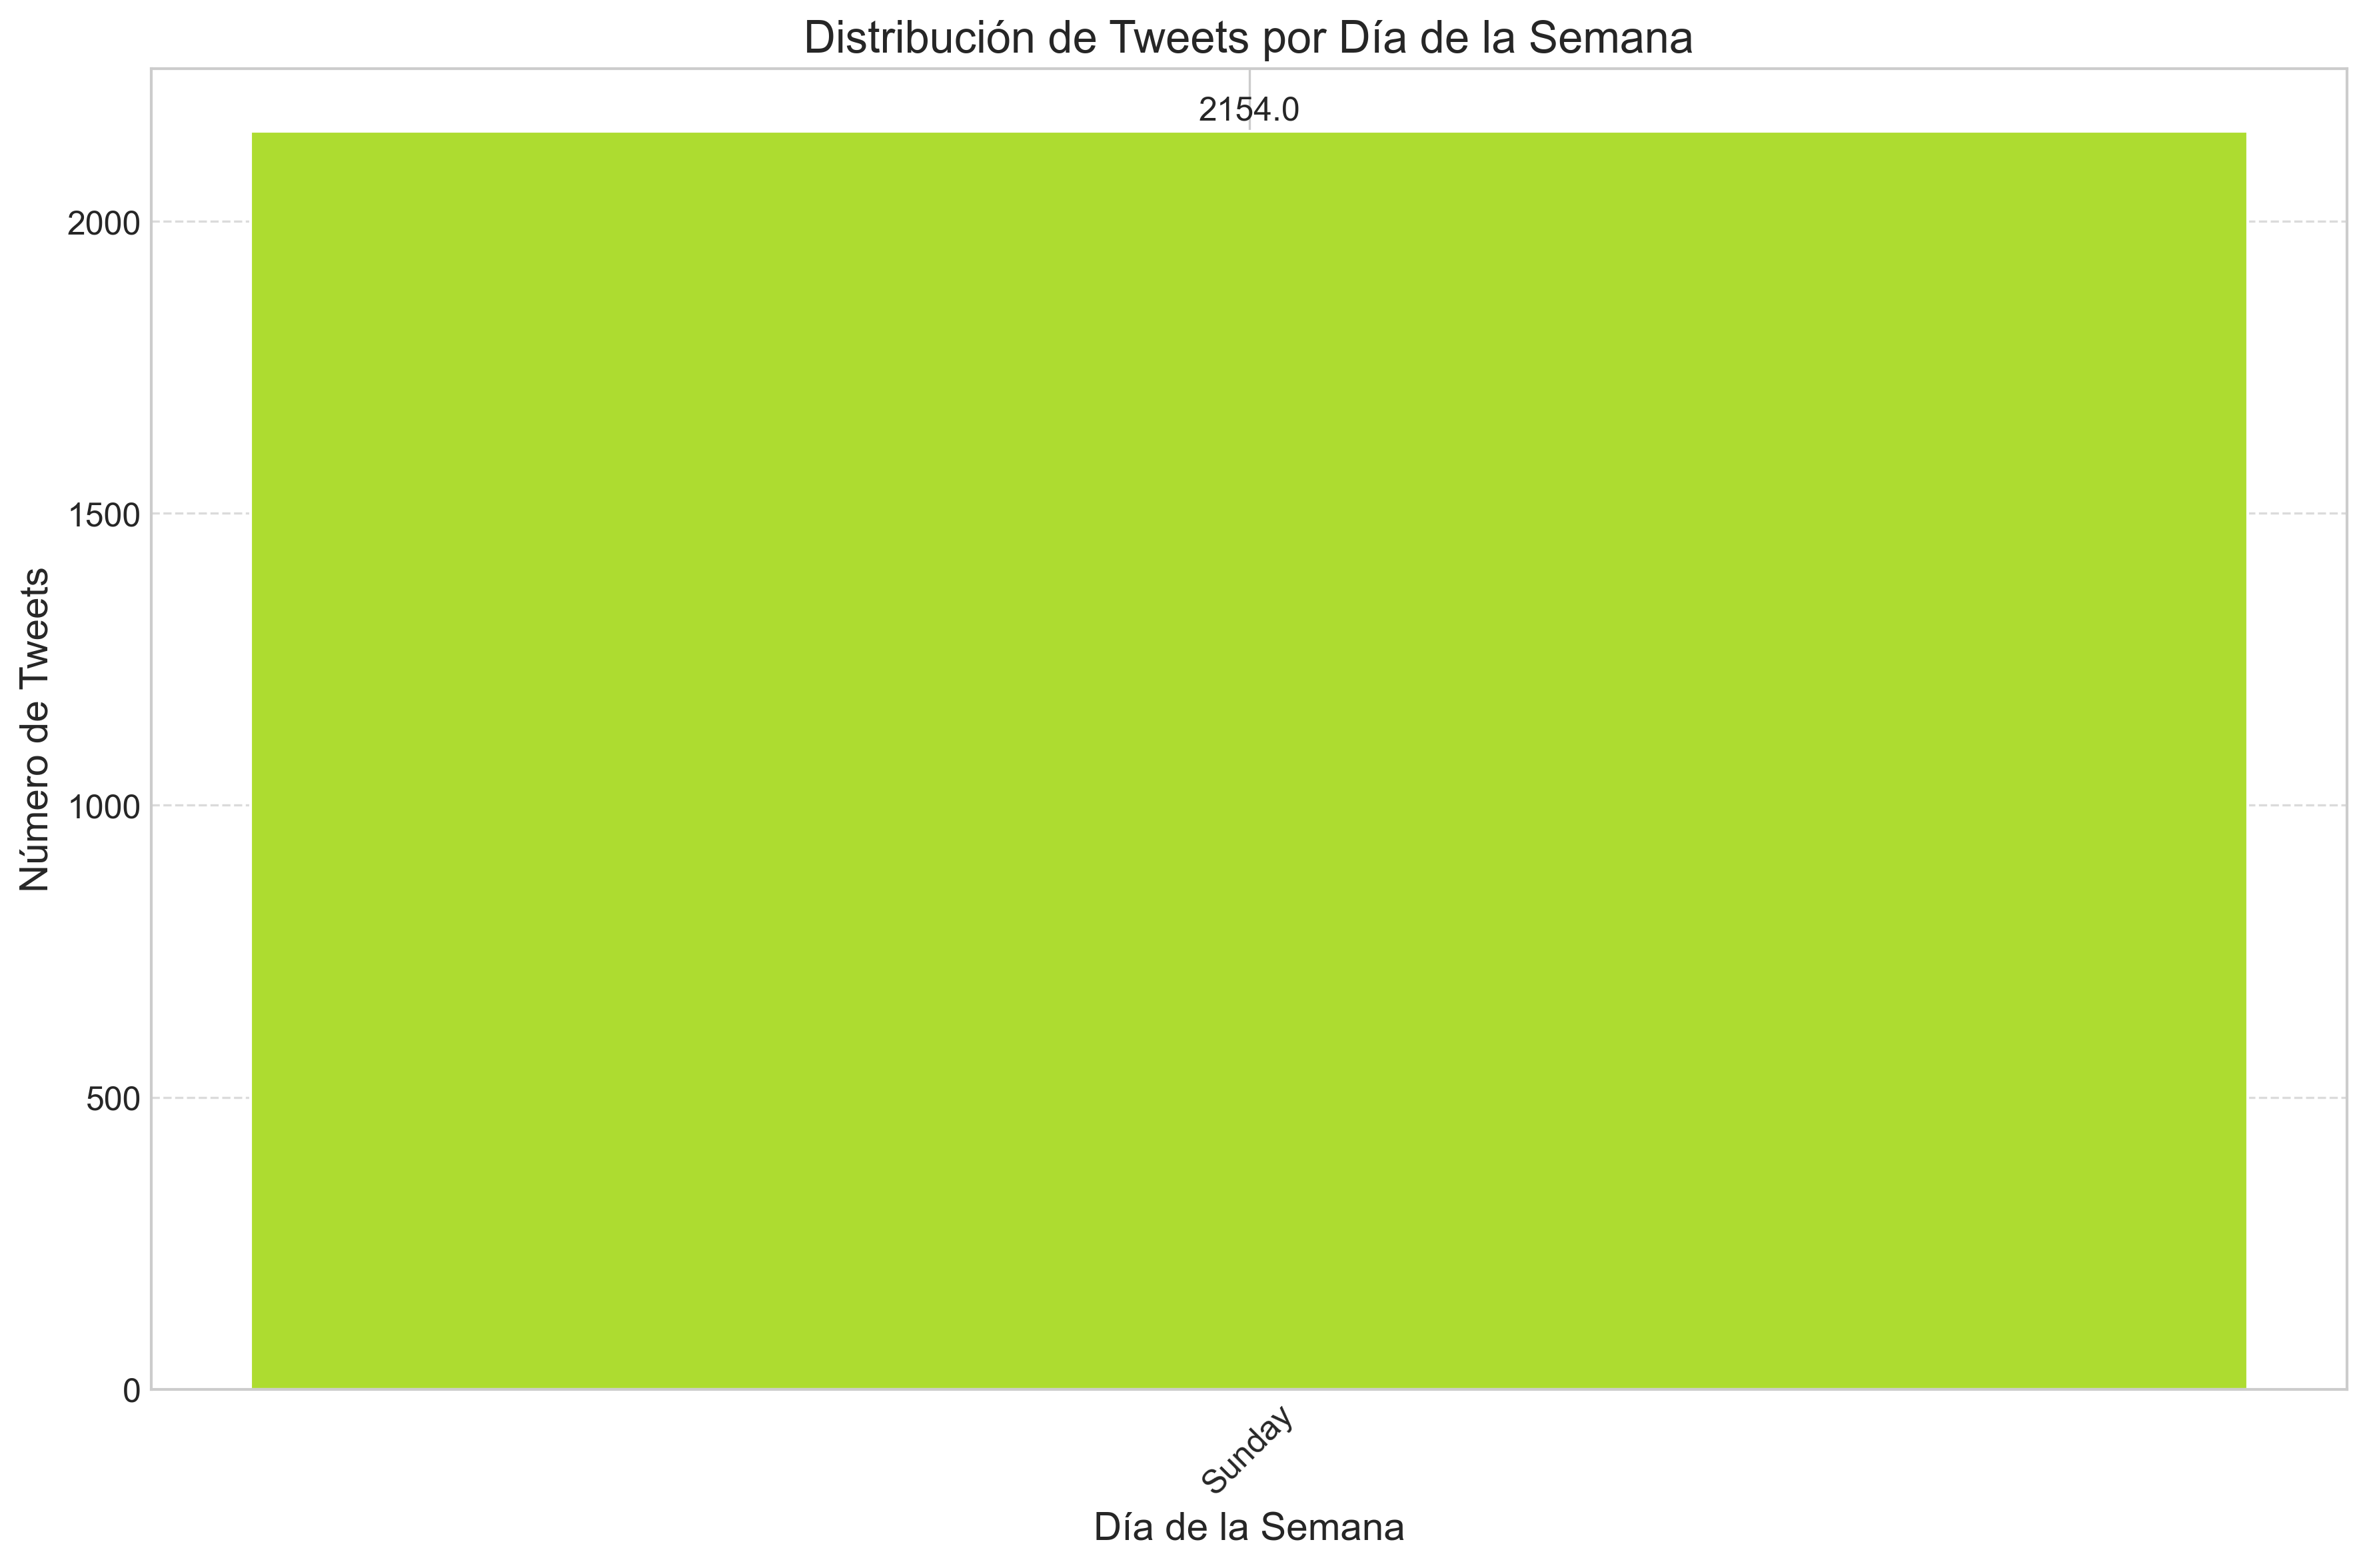 Distribución de Tweets por Día de la Semana
2154.0
2000
1500
1000
500
0
Número de Tweets
Sunday
Día de la Semana